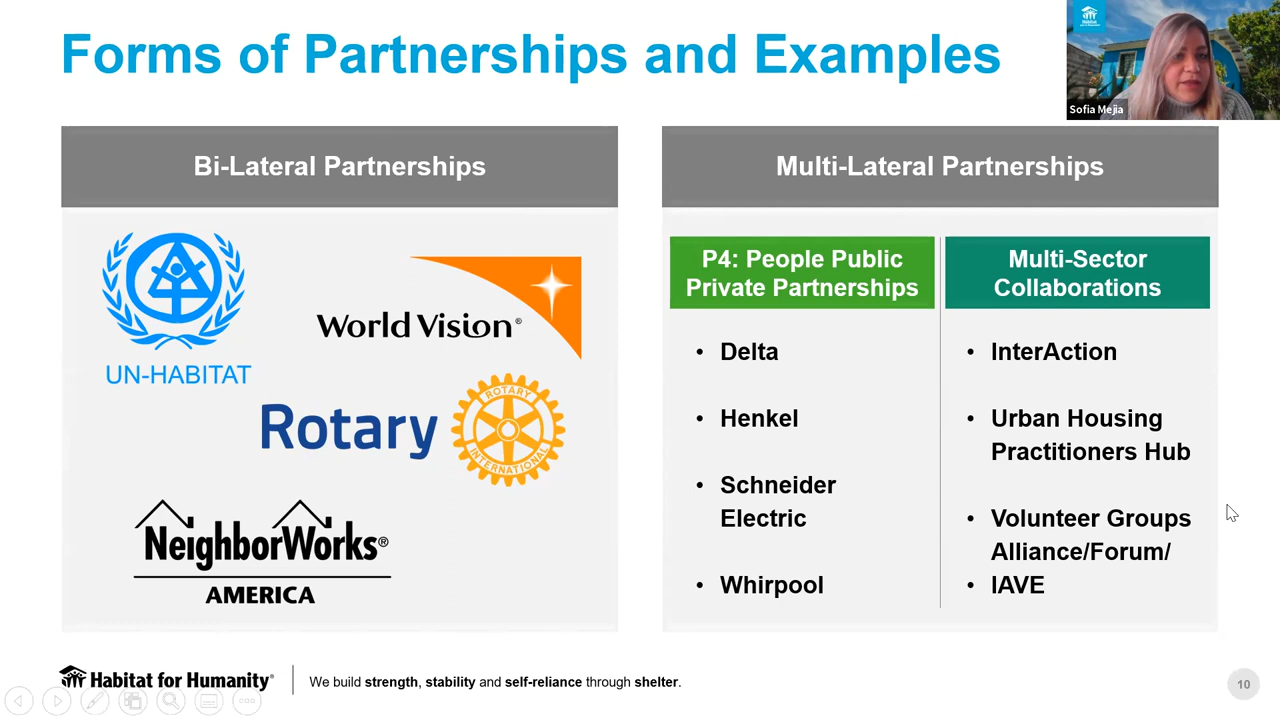 Forms of Partnerships and Examples
Habitat
Sofia Mejia
Bi-Lateral Partnerships
UN-HABITAT
World Vision®
Rotary
ROTARY
INTERNATIONAL
NeighborWorks®
AMERICA
Multi-Lateral Partnerships
P4: People Public
Private Partnerships
• Delta
• Henkel
• Schneider
Electric
• Whirpool
Multi-Sector
Collaborations
• InterAction
• Urban Housing
Practitioners Hub
• Volunteer Groups
Alliance/Forum/
• IAVE
Habitat for Humanity®
We build strength, stability and self-reliance through shelter.
10